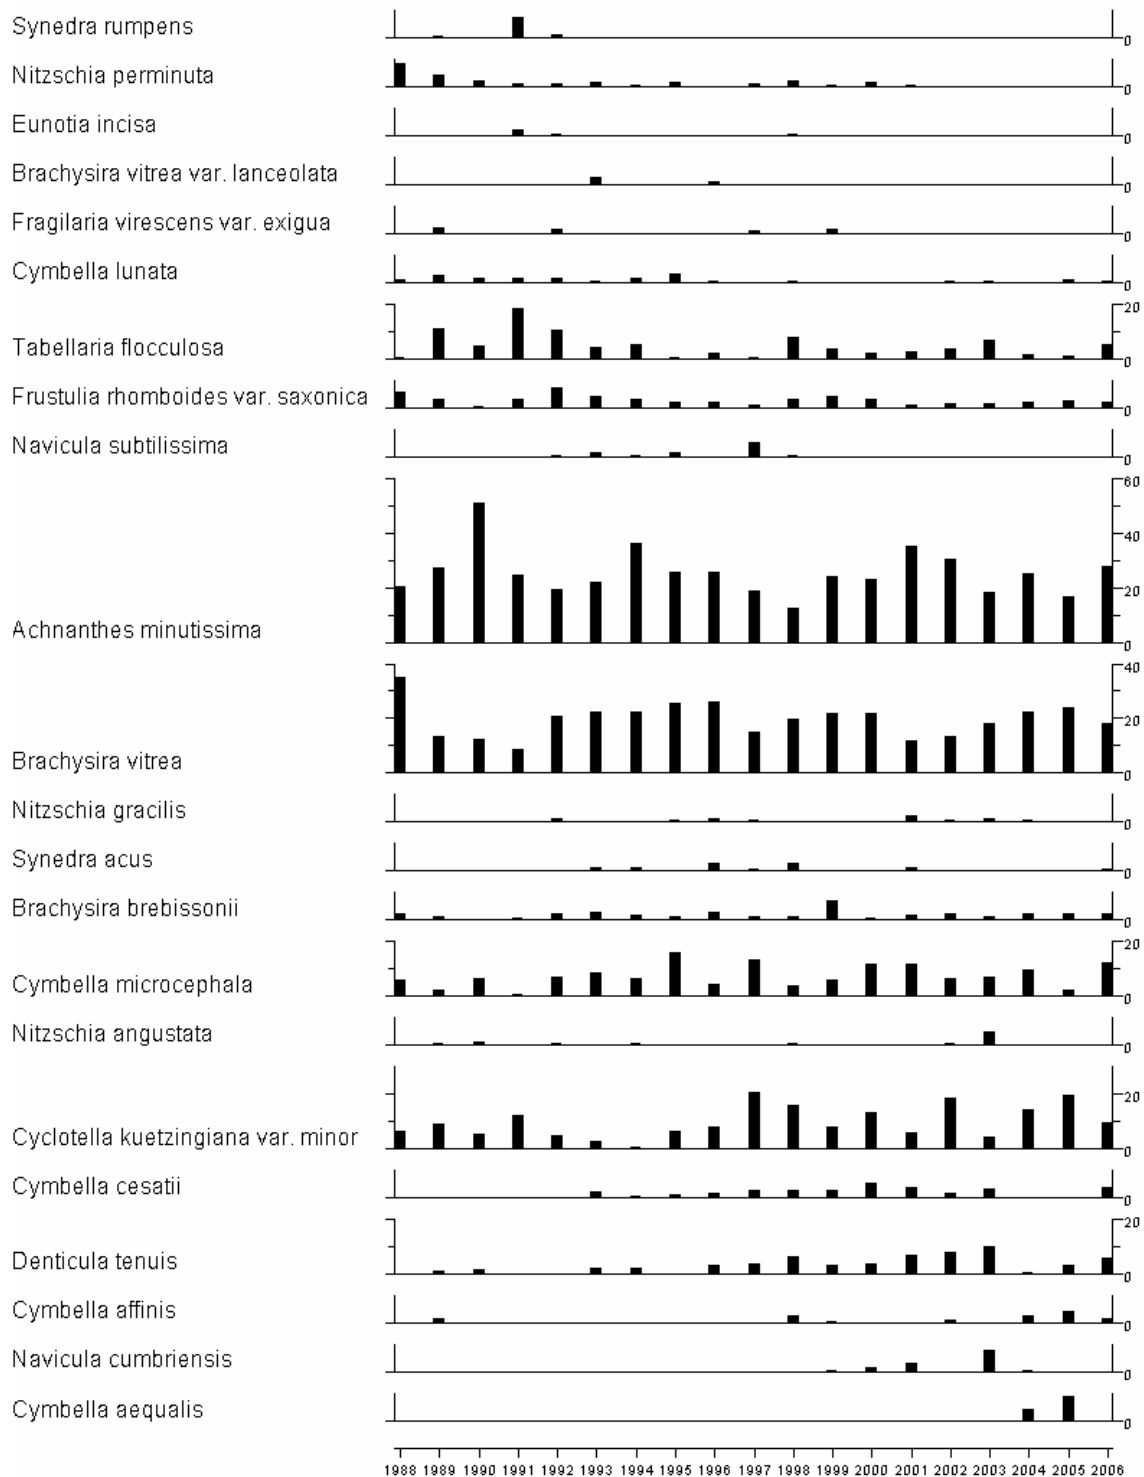 Synedra rumpens 0
Nitzschia perminuta 0
Eunotia incisa 0
Brachysira vitrea var. lanceolata 0
Fragilaria virescens var. exigua 0
Cymbella lunata 0
20
Tabellaria flocculosa 0
Frustulia rhomboides var. saxonica 0
Navicula subtilissima 0
60
40
20
Achnanthes minutissima 0
40
20
Brachysira vitrea 0
Nitzschia gracilis 0
Synedra acus 0
Brachysira brebissonii 0
20
Cymbella microcephala 0
Nitzschia angustata 0
20
Cyclotella kuetzingiana var. minor 0
Cymbella cesatii 0
20
Denticula tenuis 0
Cymbella affinis 0
Navicula cumbriensis 0
Cymbella aequalis 0
1988 1989 1990 1991 1992 1993 1994 1995 1996 1997 1998 1999 2000 2001 2002 2003 2004 2005 2006